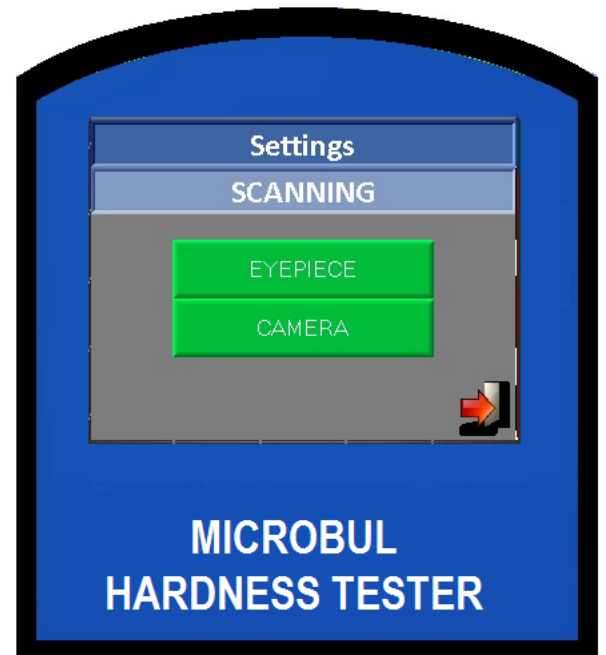 Settings
SCANNING
EYEPIECE
CAMERA
MICROBUL
HARDNESS TESTER